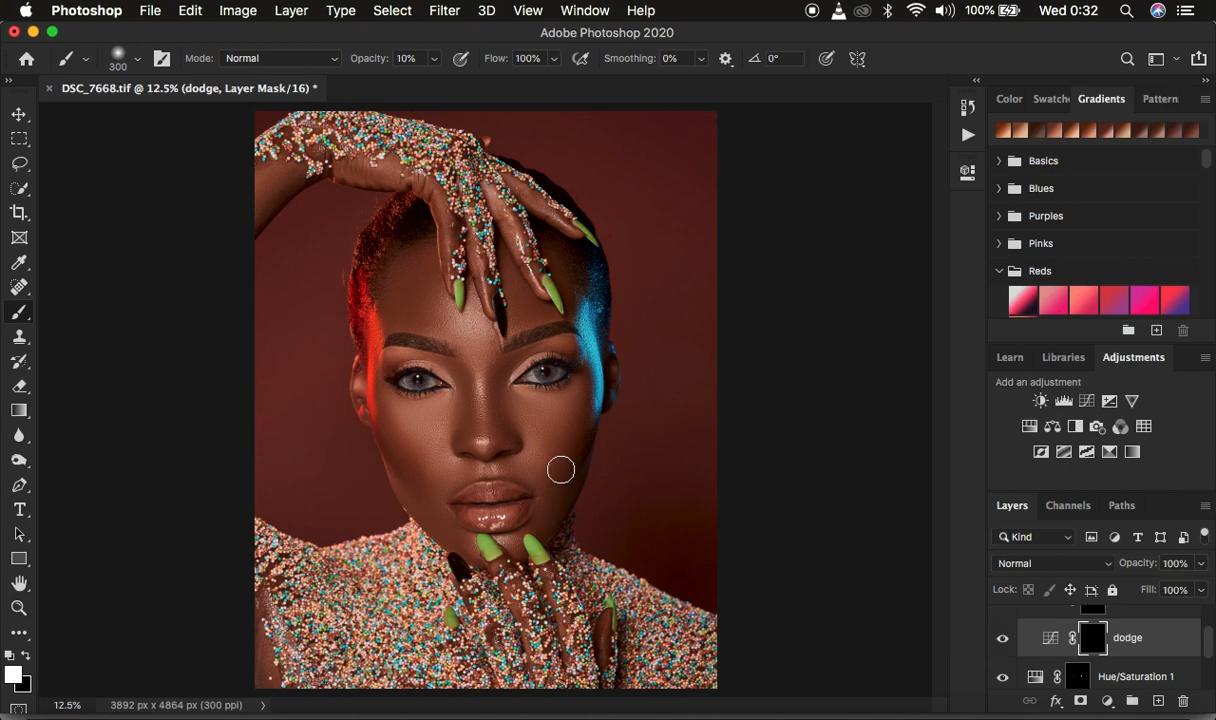 Photoshop File Edit Image Layer Type Select Filter 3D View Window Help 100% Wed 0:32
Adobe Photoshop 2020
300 Mode: Normal Opacity: 10% Flow: 100% Smoothing: 0% 0°
× DSC_7668.tif @ 12.5% (dodge, Layer Mask/16) *
Color Swatche Gradients Pattern
Basics
Blues
Purples
Pinks
Reds
Learn Libraries Adjustments
Add an adjustment
Layers Channels Paths
Kind
Normal Opacity: 100%
Lock: Fill: 100%
dodge
Hue/Saturation 1
12.5% 3892 px x 4864 px (300 ppi)